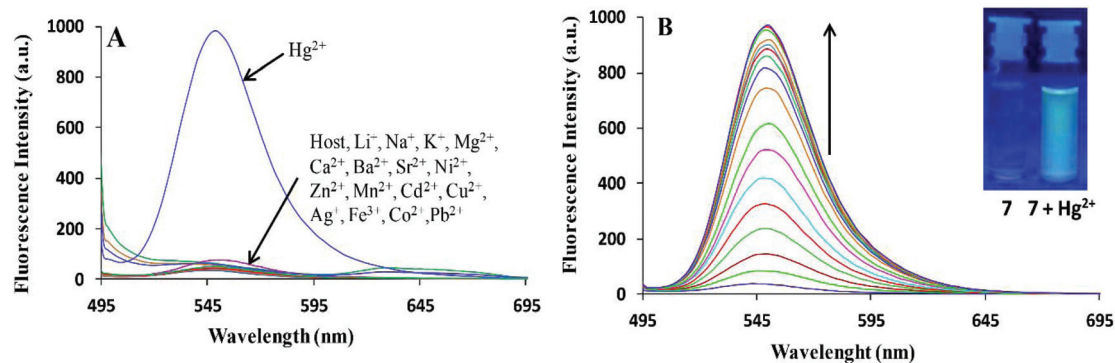 A
Fluorescence Intensity (a.u.)
1000
800
600
400
200
0
Hg²⁺
Host, Li⁺, Na⁺, K⁺, Mg²⁺,
Ca²⁺, Ba²⁺, Sr²⁺, Ni²⁺,
Zn²⁺, Mn²⁺, Cd²⁺, Cu²⁺,
Ag⁺, Fe³⁺, Co²⁺,Pb²⁺
495 545 595 645 695
Wavelength (nm)
B
Fluorescence Intensity (a.u.)
1000
800
600
400
200
0
7 7 + Hg²⁺
495 545 595 645 695
Wavelenght (nm)